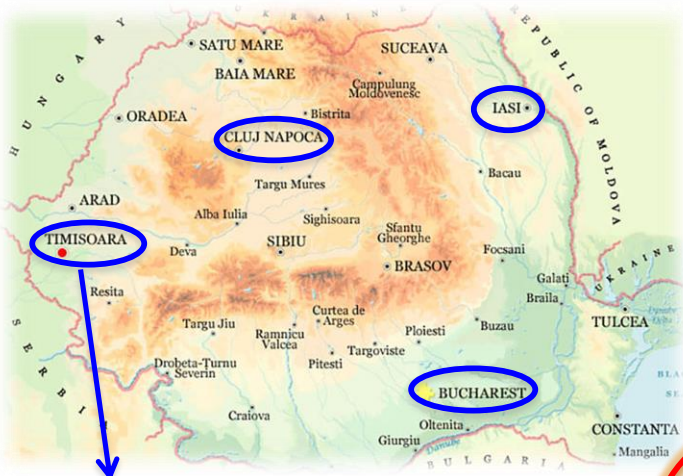 UKRAINE
HUNGARY
REPUBLIC OF MOLDOVA
SATU MARE
SUCEAVA
BAIA MARE
Campulung
Moldovenesc
IASI
ORADEA
Bistrita
CLUJ NAPOCA
Bacau
Targu Mures
ARAD
Alba Iulia
Sighisoara
TIMISOARA
Deva
SIBIU
Sfantu
Gheorghe
BRASOV
Focsani
UKRAINE
Resita
Galati
Braila
TULCEA
SERBIA
Targu Jiu
Ramnicu
Valcea
Curtea de
Arges
Ploiesti
Buzau
Pitesti
Targoviste
Drobeta-Turnu
Severin
BUCHAREST
Craiova
Oltenita
CONSTANTA
Giurgiu
Danube
Mangalia
BULGARIA